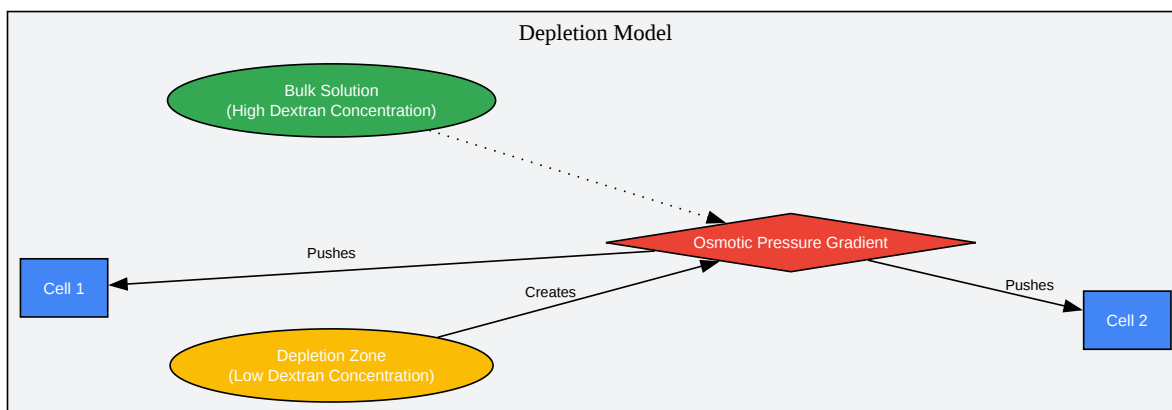 Depletion Model
Bulk Solution
(High Dextran Concentration)
Osmotic Pressure Gradient
Pushes
Cell 1
Pushes
Creates
Cell 2
Depletion Zone
(Low Dextran Concentration)